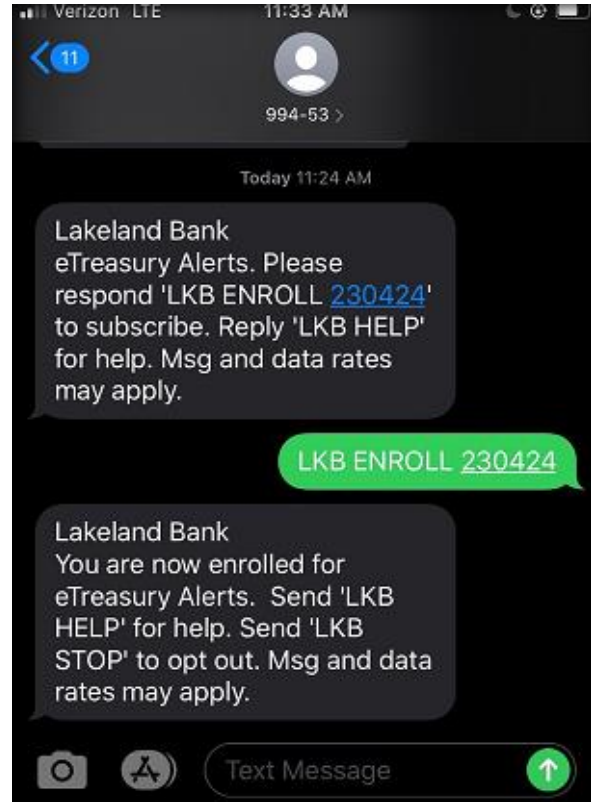 Verizon LTE 11:33 AM
11
994-53 >
Today 11:24 AM
Lakeland Bank
eTreasury Alerts. Please
respond 'LKB ENROLL 230424'
to subscribe. Reply 'LKB HELP'
for help. Msg and data rates
may apply.
LKB ENROLL 230424
Lakeland Bank
You are now enrolled for
eTreasury Alerts.  Send 'LKB
HELP' for help. Send 'LKB
STOP' to opt out. Msg and data
rates may apply.
Text Message